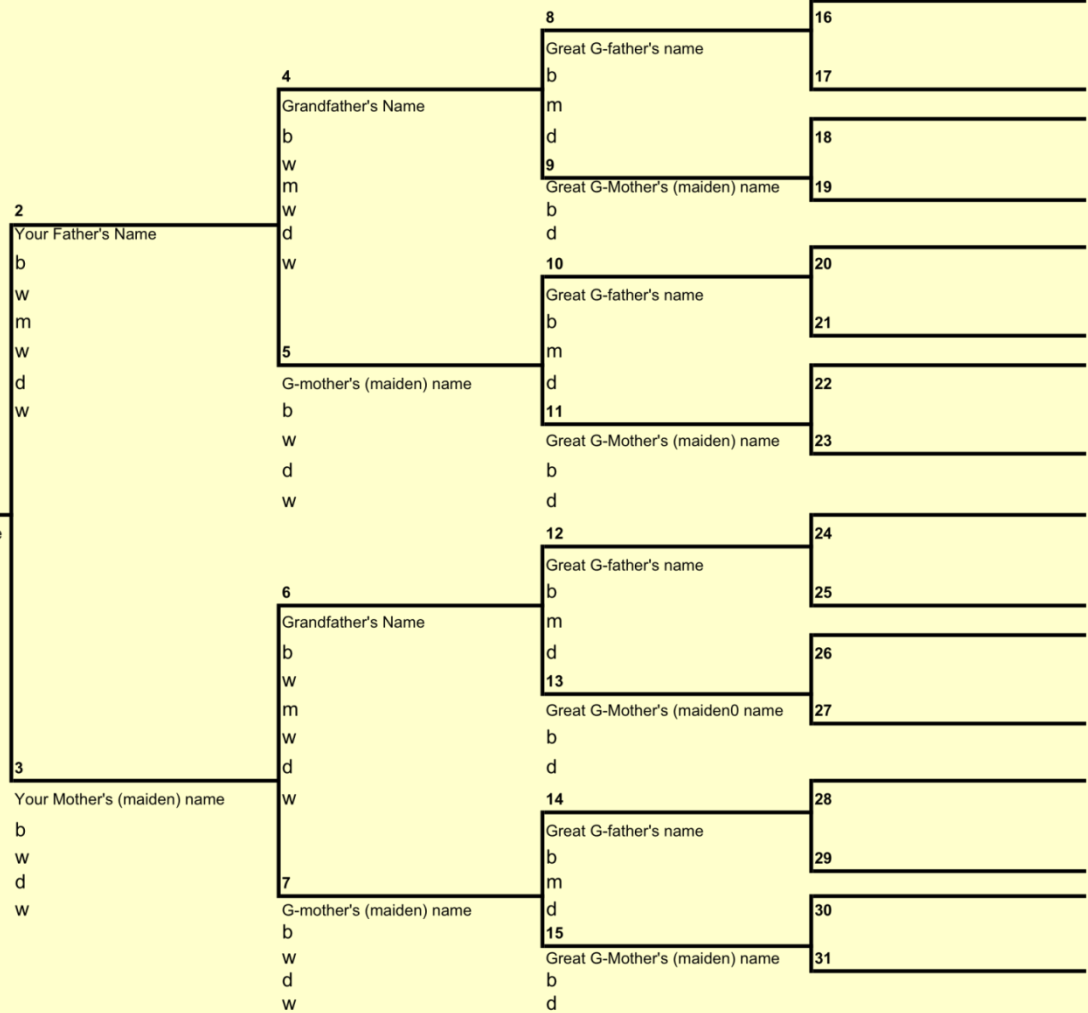 2
Your Father's Name
b
w
m
w
d
w
3
Your Mother's (maiden) name
b
w
d
w
4
Grandfather's Name
b
w
m
w
d
w
5
G-mother's (maiden) name
b
w
d
w
6
Grandfather's Name
b
w
m
w
d
w
7
G-mother's (maiden) name
b
w
d
w
8
Great G-father's name
b
m
d
9
Great G-Mother's (maiden) name
b
d
10
Great G-father's name
b
m
d
11
Great G-Mother's (maiden) name
b
d
12
Great G-father's name
b
m
d
13
Great G-Mother's (maiden0 name
b
d
14
Great G-father's name
b
m
d
15
Great G-Mother's (maiden) name
b
d
16
17
18
19
20
21
22
23
24
25
26
27
28
29
30
31